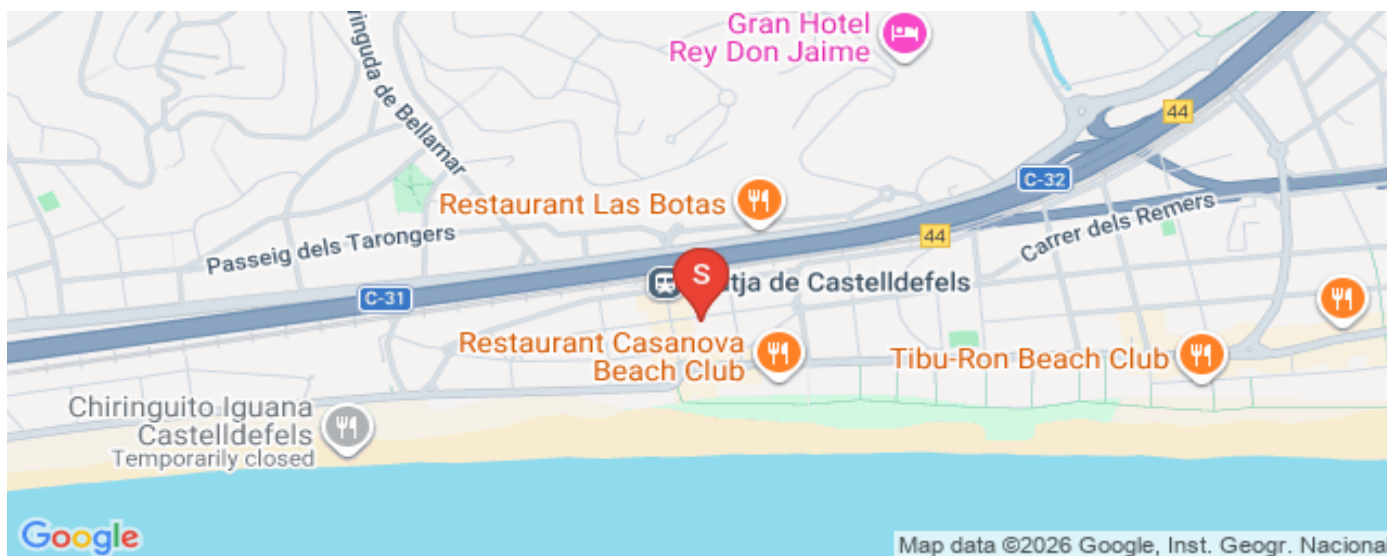 Gran Hotel
Rey Don Jaime
44
C-32
Restaurant Las Botas
Passeig dels Tarongers
44
Carrer dels Remers
S
de Castelldefels
C-31
Restaurant Casanova
Beach Club
Tibu-Ron Beach Club
Chiringuito Iguana
Castelldefels
Temporarily closed
Google
Map data ©2026 Google, Inst. Geogr. Naciona
de Bellamar